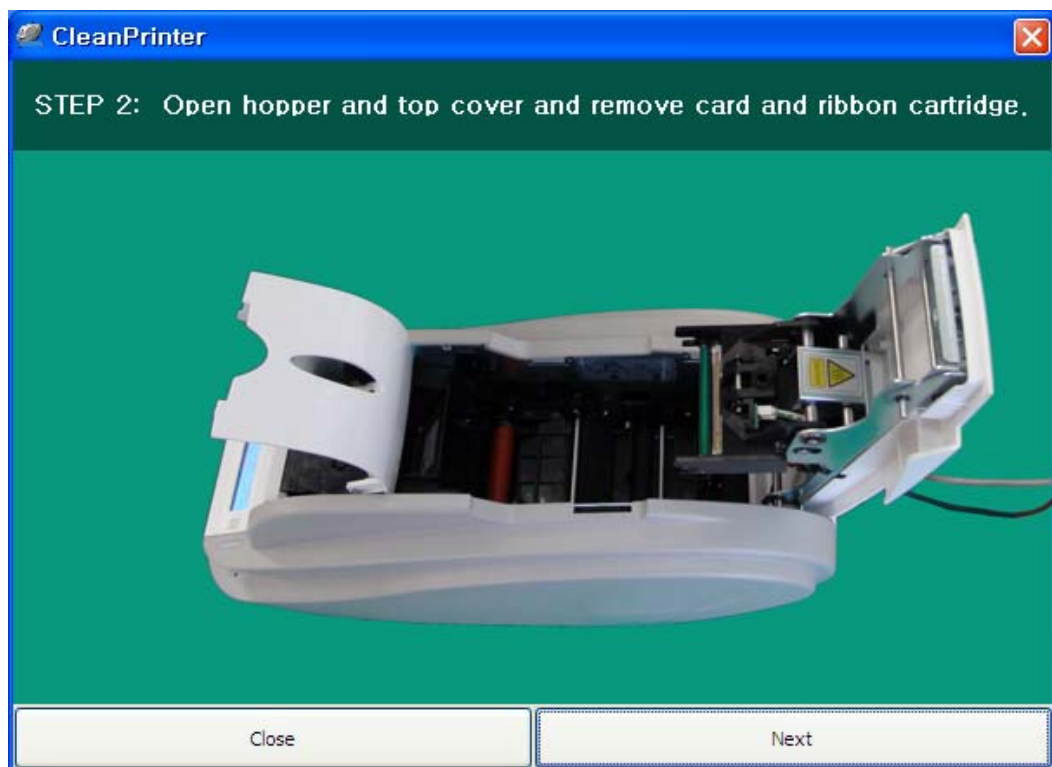 CleanPrinter
STEP 2: Open hopper and top cover and remove card and ribbon cartridge.
Close
Next